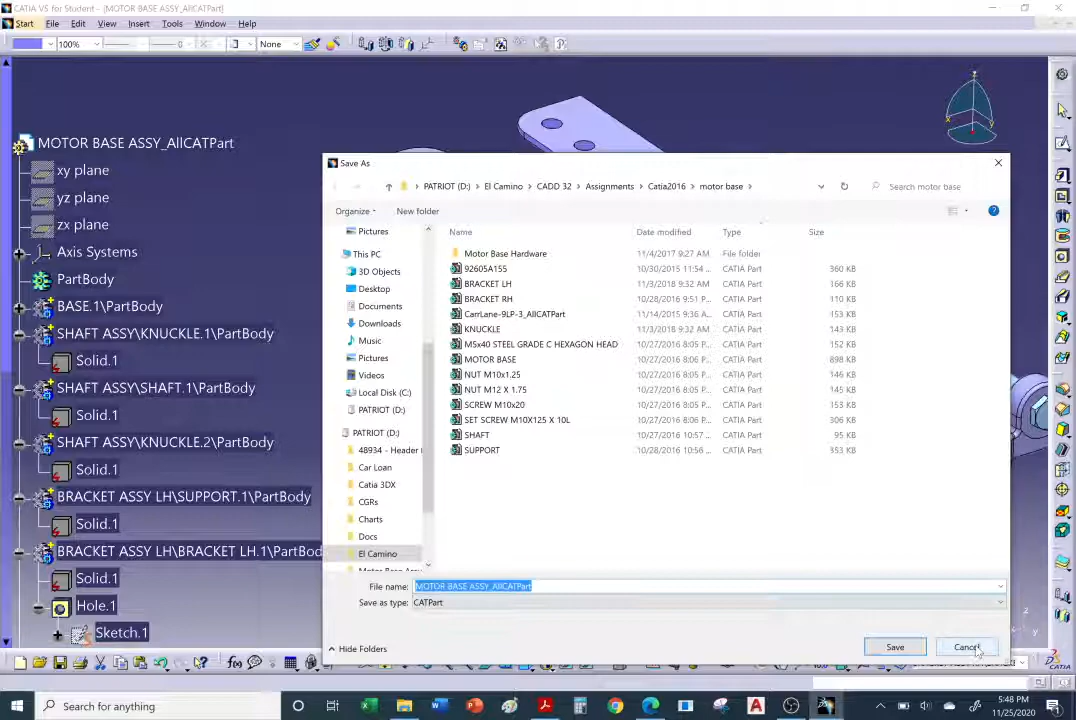 CATIA V5 for Student - [MOTOR BASE ASSY_AllCATPart]
Start File Edit View Insert Tools Window Help
100% 0 None
MOTOR BASE ASSY_AllCATPart
xy plane
yz plane
zx plane
Axis Systems
PartBody
BASE.1\PartBody
SHAFT ASSY\KNUCKLE.1\PartBody
Solid.1
SHAFT ASSY\SHAFT.1\PartBody
Solid.1
SHAFT ASSY\KNUCKLE.2\PartBody
Solid.1
BRACKET ASSY LH\SUPPORT.1\PartBody
Solid.1
BRACKET ASSY LH\BRACKET LH.1\PartBod
Solid.1
Hole.1
Sketch.1
Save As
PATRIOT (D:) > El Camino > CADD 32 > Assignments > Catia2016 > motor base >
Search motor base
Organize New folder
Pictures
This PC
3D Objects
Desktop
Documents
Downloads
Music
Pictures
Videos
Local Disk (C:)
PATRIOT (D:)
PATRIOT (D:)
48934 - Header
Car Loan
Catia 3DX
CGRs
Charts
Docs
El Camino
Name Date modified Type Size
Motor Base Hardware 11/4/2017 9:27 AM File folder
92605A155 10/30/2015 11:54 ... CATIA Part 360 KB
BRACKET LH 11/3/2018 9:32 AM CATIA Part 166 KB
BRACKET RH 10/28/2016 9:51 P... CATIA Part 110 KB
CarrLane-9LP-3_AllCATPart 11/14/2015 9:36 A... CATIA Part 153 KB
KNUCKLE 11/3/2018 9:32 AM CATIA Part 143 KB
M5x40 STEEL GRADE C HEXAGON HEAD 10/27/2016 8:05 P... CATIA Part 152 KB
MOTOR BASE 10/28/2016 8:06 P... CATIA Part 898 KB
NUT M10x1.25 10/27/2016 8:05 P... CATIA Part 146 KB
NUT M12 X 1.75 10/27/2016 8:05 P... CATIA Part 145 KB
SCREW M10x20 10/27/2016 8:05 P... CATIA Part 153 KB
SET SCREW M10X125 X 10L 10/27/2016 8:06 P... CATIA Part 153 KB
SHAFT 10/27/2016 10:57 ... CATIA Part 95 KB
SUPPORT 10/28/2016 10:56 ... CATIA Part 353 KB
File name: MOTOR BASE ASSY_AllCATPart
Save as type: CATPart
Hide Folders Save Cancel
Search for anything
5:48 PM
11/25/2020